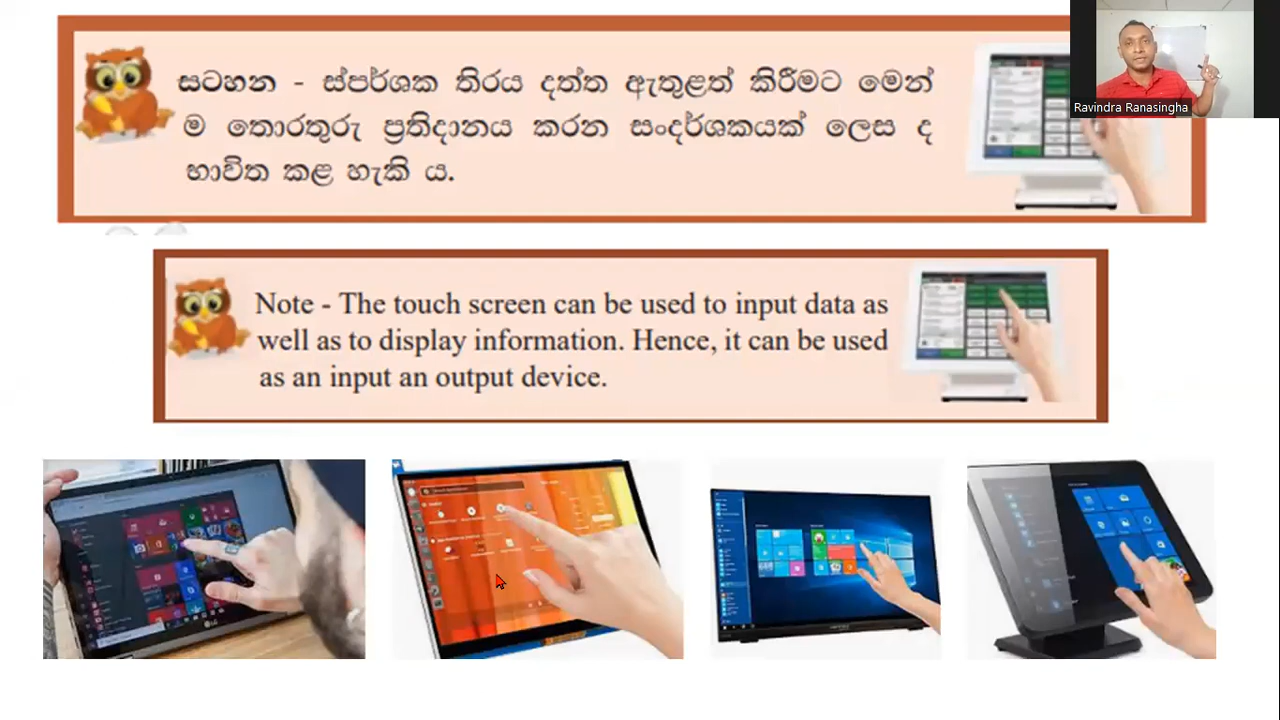 සටහන - ස්පර්ශක තිරය දත්ත ඇතුළත් කිරීමට මෙන්
ම තොරතුරු ප්‍රතිදානය කරන සංදර්ශකයක් ලෙස ද
භාවිත කළ හැකි ය.
Ravindra Ranasingha
Note - The touch screen can be used to input data as
well as to display information. Hence, it can be used
as an input an output device.
LG